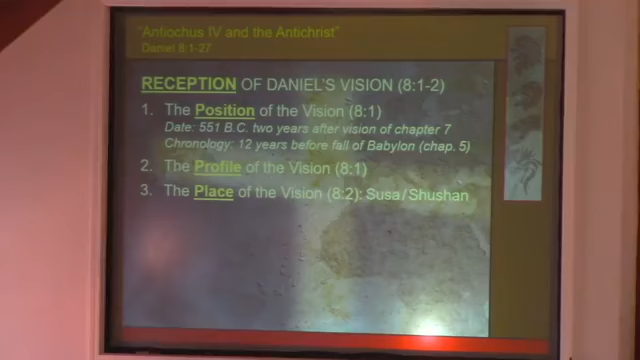 "Antiochus IV and the Antichrist"
Daniel 8:1-27
RECEPTION OF DANIEL'S VISION (8:1-2)
1. The Position of the Vision (8:1)
Date: 551 B.C. two years after vision of chapter 7
Chronology: 12 years before fall of Babylon (chap. 5)
2. The Profile of the Vision (8:1)
3. The Place of the Vision (8:2): Susa/Shushan